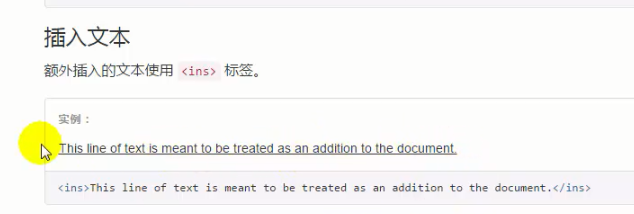 插入文本
额外插入的文本使用 <ins> 标签。
实例：
This line of text is meant to be treated as an addition to the document.
<ins>This line of text is meant to be treated as an addition to the document.</ins>